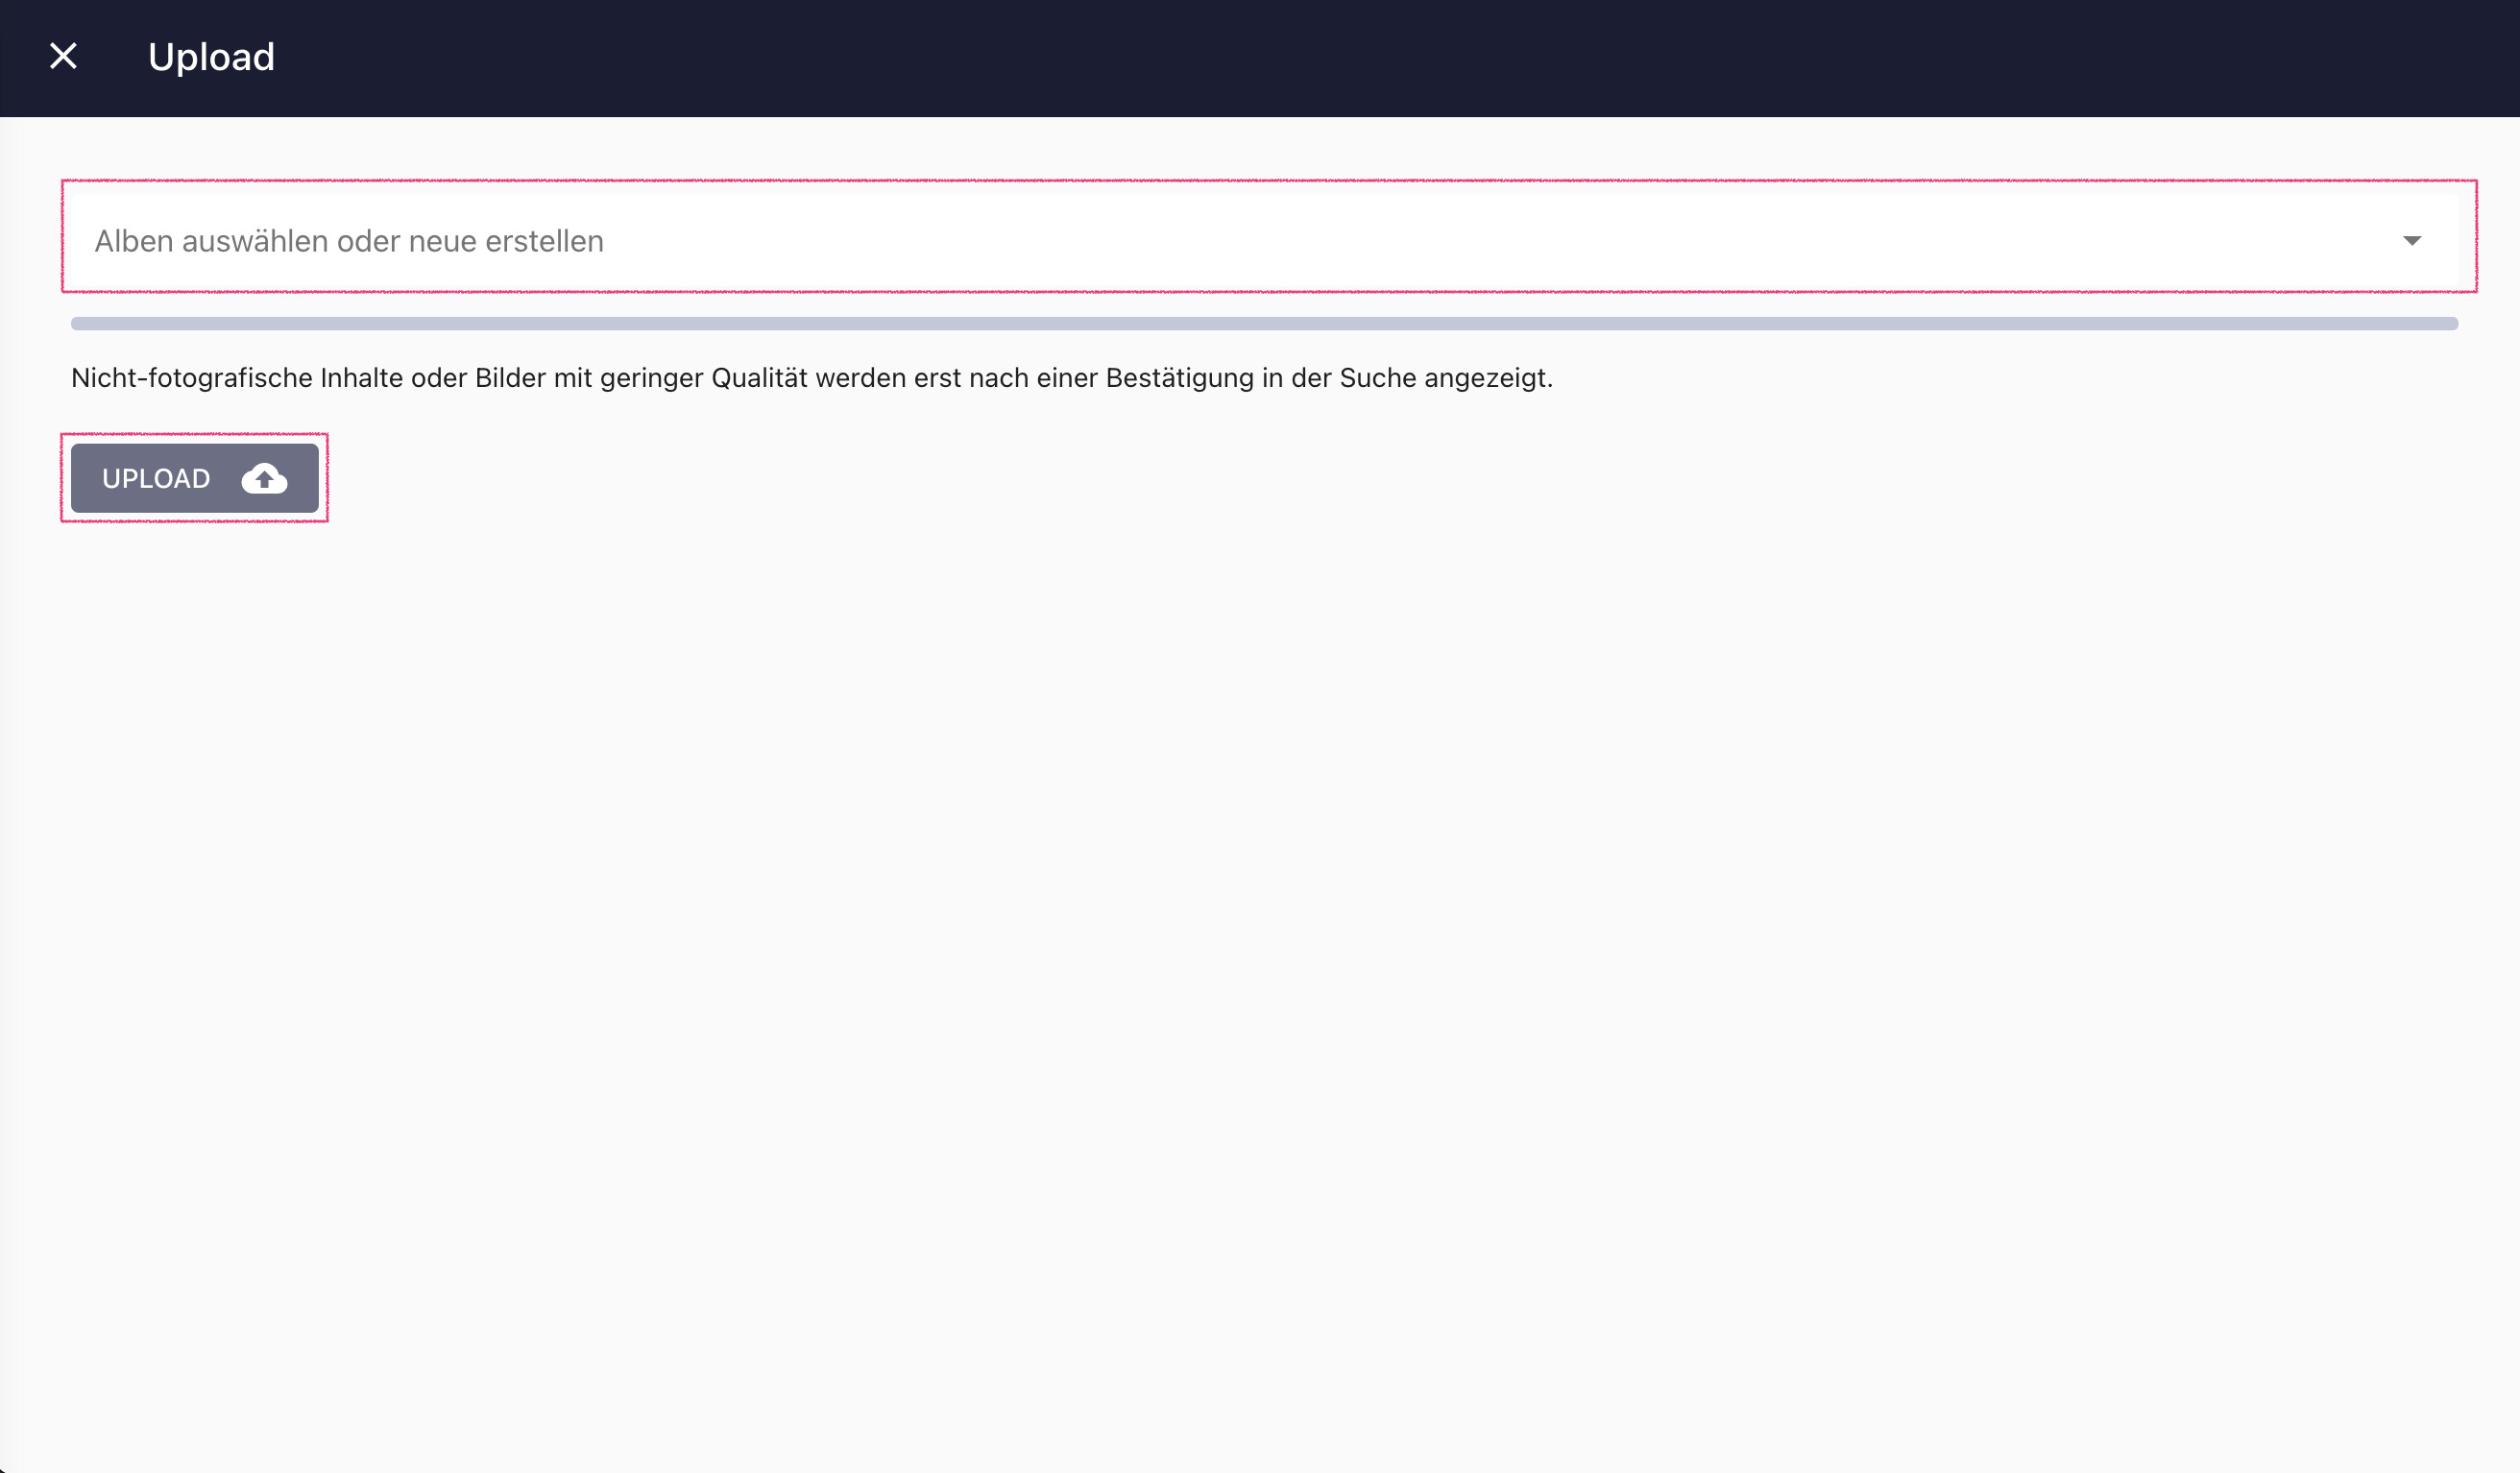 Upload
Alben auswählen oder neue erstellen
Nicht-fotografische Inhalte oder Bilder mit geringer Qualität werden erst nach einer Bestätigung in der Suche angezeigt.
UPLOAD